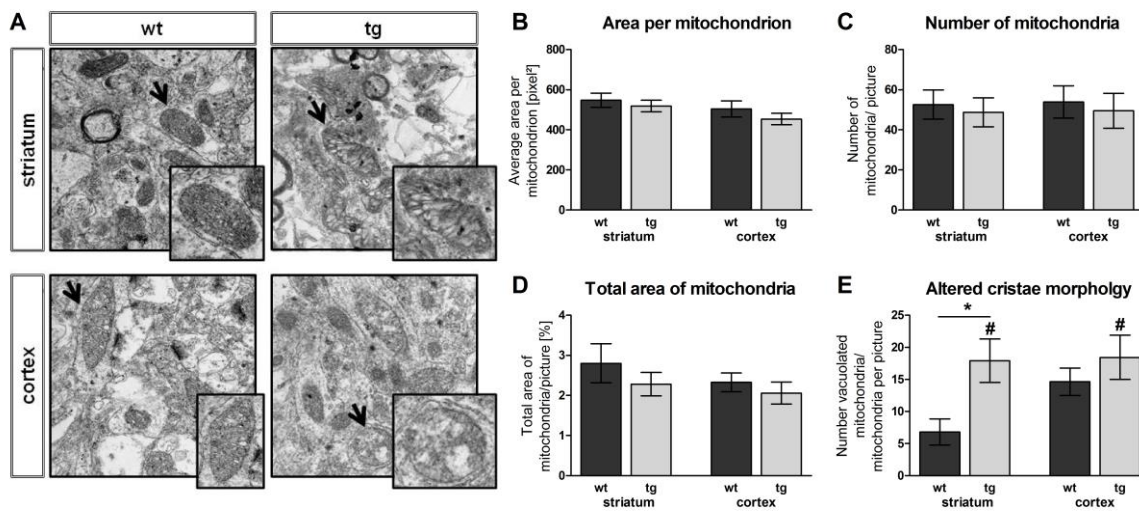 A
wt
tg
striatum
cortex
B
Area per mitochondrion
Average area per
mitochondrion [pixel²]
800
600
400
200
0
wt
tg
wt
tg
striatum
cortex
C
Number of mitochondria
Number of
mitochondria/ picture
80
60
40
20
0
wt
tg
wt
tg
striatum
cortex
D
Total area of mitochondria
Total area of
mitochondria/picture [%]
4
3
2
1
0
wt
tg
wt
tg
striatum
cortex
E
Altered cristae morpholgy
Number vacuolated
mitochondria/
mitochondria per picture
25
20
15
10
5
0
*
#
#
wt
tg
wt
tg
striatum
cortex